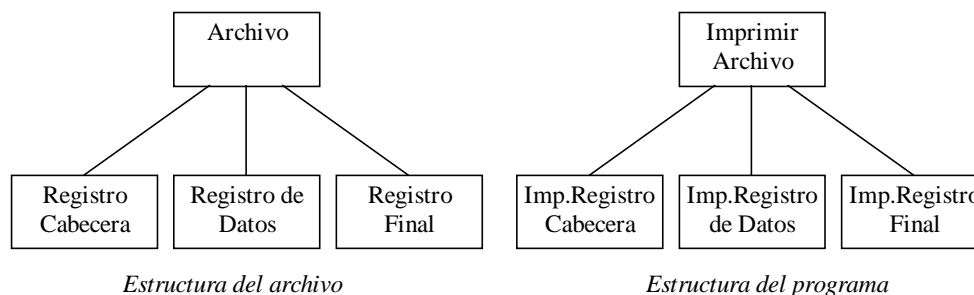 Archivo
Registro
Cabecera
Registro de
Datos
Registro
Final
Estructura del archivo
Imprimir
Archivo
Imp.Registro
Cabecera
Imp.Registro
de Datos
Imp.Registro
Final
Estructura del programa